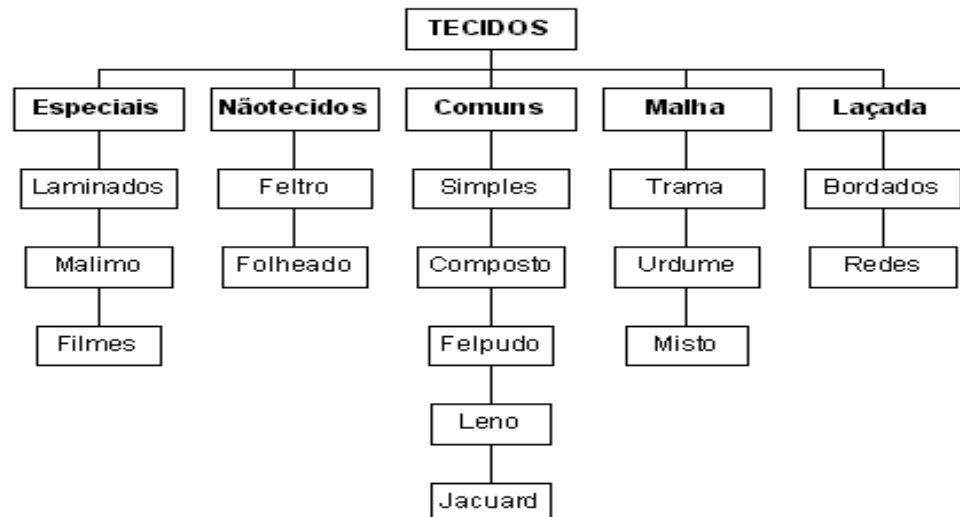 TECIDOS
Especiais
Nãotecidos
Comuns
Malha
Laçada
Laminados
Feltro
Simples
Trama
Bordados
Malimo
Folheado
Composto
Urdume
Redes
Filmes
Felpudo
Misto
Leno
Jacuard